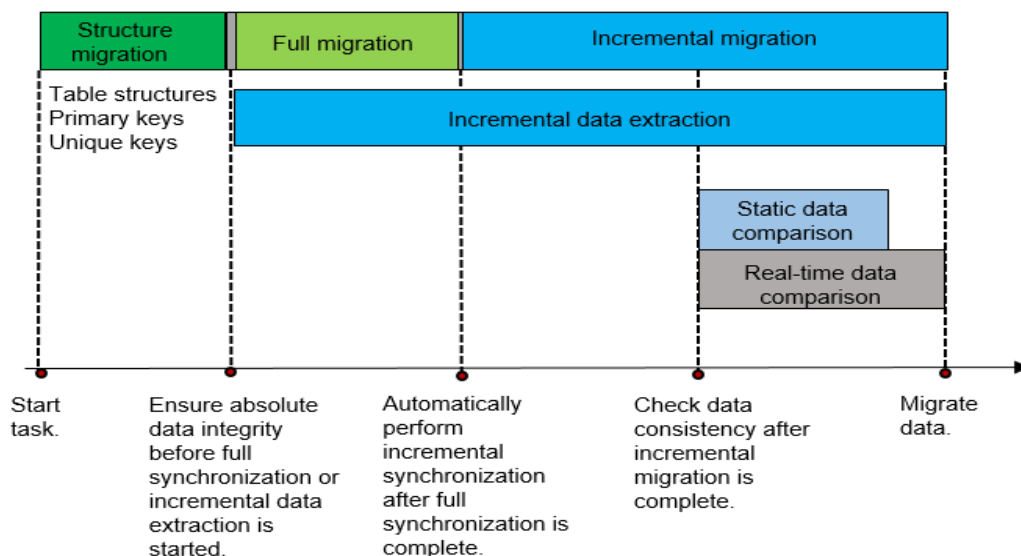 Structure
migration
Full migration
Incremental migration
Table structures
Primary keys
Unique keys
Incremental data extraction
Static data
comparison
Real-time data
comparison
Start
task.
Ensure absolute
data integrity
before full
synchronization or
incremental data
extraction is
started.
Automatically
perform
incremental
synchronization
after full
synchronization is
complete.
Check data
consistency after
incremental
migration is
complete.
Migrate
data.